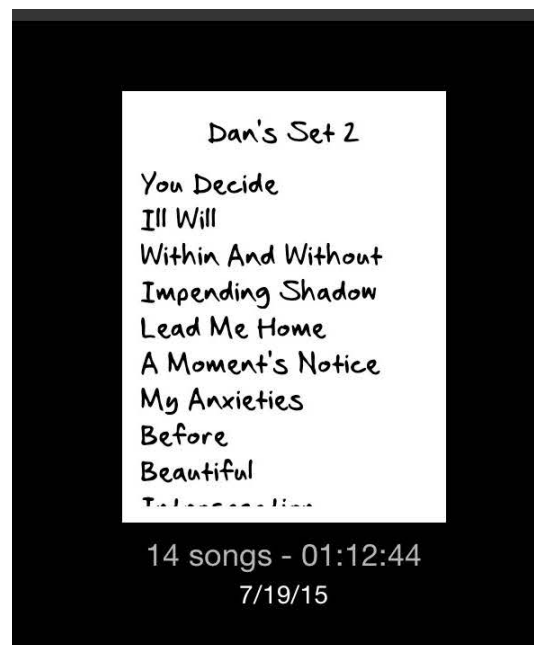 Dan's Set 2
You Decide
Ill Will
Within And Without
Impending Shadow
Lead Me Home
A Moment's Notice
My Anxieties
Before
Beautiful
14 songs - 01:12:44
7/19/15